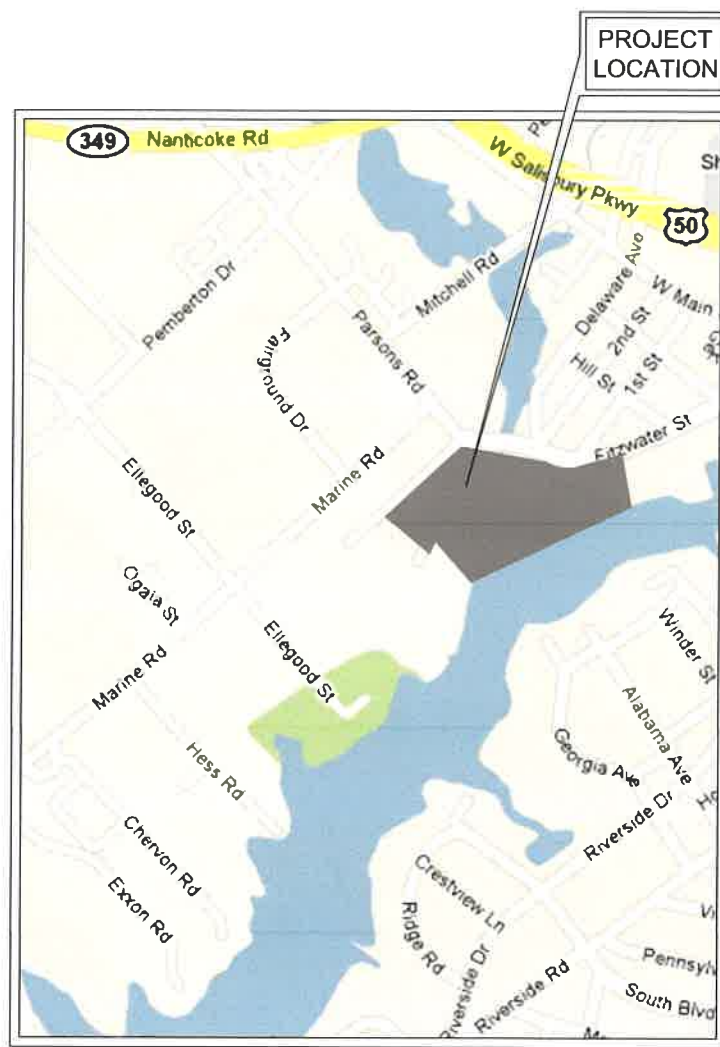 PROJECT
LOCATION
349
Nanticoke Rd
W Salisbury Pkwy
50
Pemberton Dr
Mitchell Rd
Delaware Ave
W Main
2nd St
Hill St
1st St
Parsons Rd
Fairground Dr
Fitzwater St
Marine Rd
Ellegood St
Ogala St
Ellegood St
Winder St
Marine Rd
Alabama Ave
Georgia Ave
Hess Rd
Riverside Dr
Chervon Rd
Crestview Ln
Exxon Rd
Ridge Rd
Riverside Dr
Riverside Rd
South Blvd